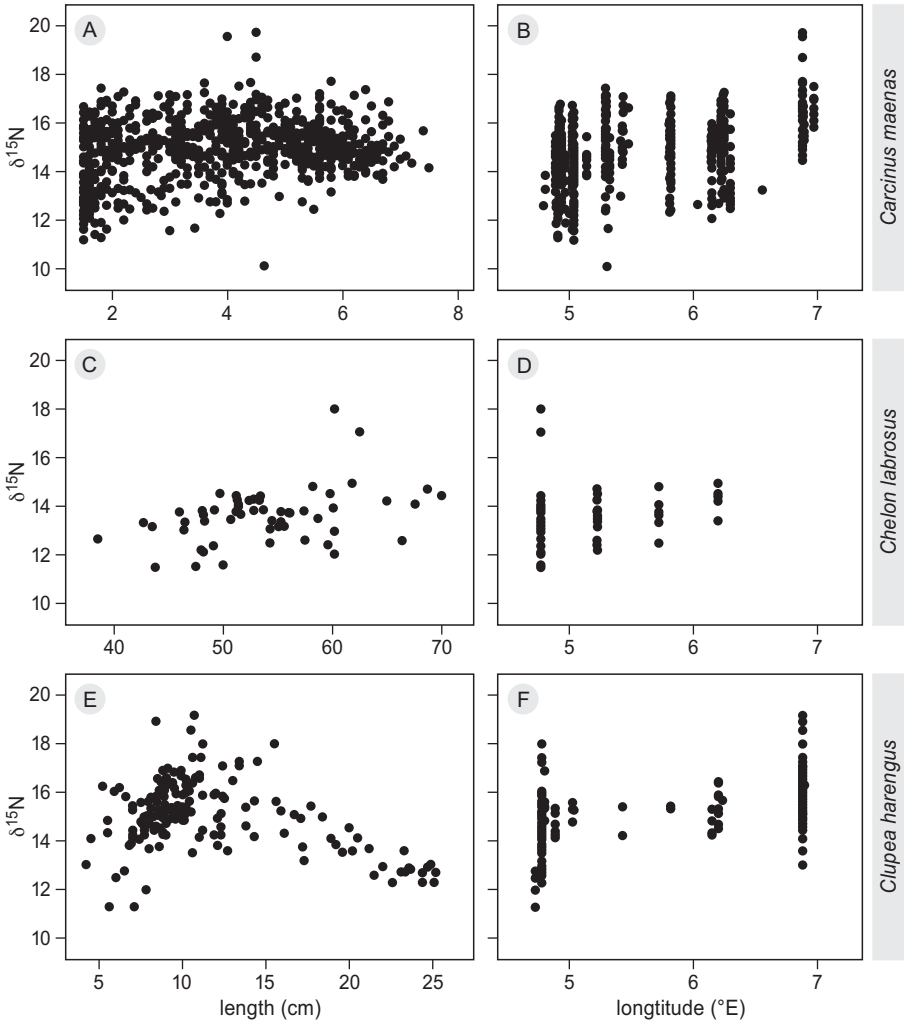 A
B
20
18
16
14
12
10
δ15N
2
4
6
8
5
6
7
Carcinus maenas
C
D
20
18
16
14
12
10
δ15N
40
50
60
70
5
6
7
Chelon labrosus
E
F
20
18
16
14
12
10
δ15N
5
10
15
20
25
5
6
7
length (cm)
longtitude (°E)
Clupea harengus